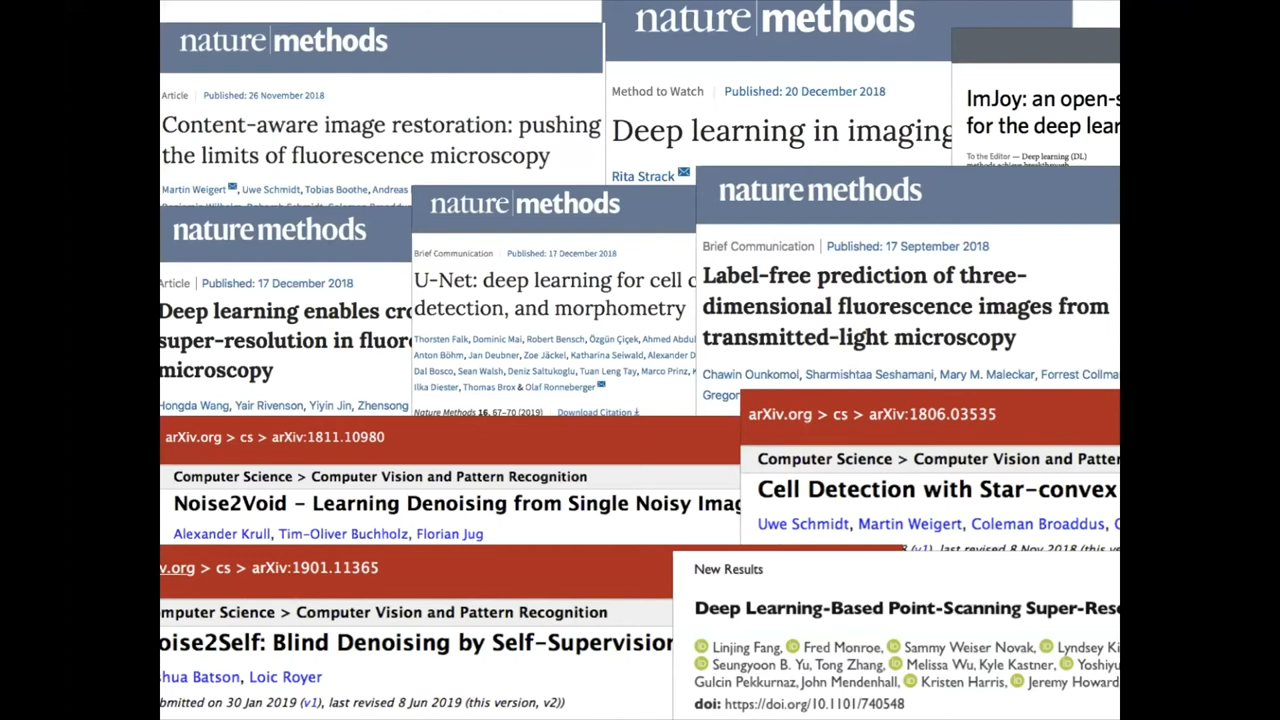 nature methods
Article | Published: 26 November 2018
Content-aware image restoration: pushing
the limits of fluorescence microscopy
Martin Weigert, Uwe Schmidt, Tobias Boothe, Andreas
nature methods
Method to Watch | Published: 20 December 2018
Deep learning in imaging
Rita Strack
ImJoy: an open-s
for the deep lear
To the Editor — Deep learning (DL)
nature methods
Article | Published: 17 December 2018
Deep learning enables cro
super-resolution in fluore
microscopy
Hongda Wang, Yair Rivenson, Yiyin Jin, Zhensong
nature methods
Brief Communication | Published: 17 December 2018
U-Net: deep learning for cell c
detection, and morphometry
Thorsten Falk, Dominic Mai, Robert Bensch, Özgün Çiçek, Ahmed Abdul
Anton Böhm, Jan Deubner, Zoe Jäckel, Katharina Seiwald, Alexander D
Dal Bosco, Sean Walsh, Deniz Saltukoglu, Tuan Leng Tay, Marco Prinz, K
Ilka Diester, Thomas Brox & Olaf Ronneberger
Nature Methods 16, 67–70 (2019) | Download Citation
nature methods
Brief Communication | Published: 17 September 2018
Label-free prediction of three-
dimensional fluorescence images from
transmitted-light microscopy
Chawin Ounkomol, Sharmishtaa Seshamani, Mary M. Maleckar, Forrest Collma
Gregor
arXiv.org > cs > arXiv:1811.10980
Computer Science > Computer Vision and Pattern Recognition
Noise2Void – Learning Denoising from Single Noisy Imag
Alexander Krull, Tim-Oliver Buchholz, Florian Jug
arXiv.org > cs > arXiv:1806.03535
Computer Science > Computer Vision and Patter
Cell Detection with Star-convex
Uwe Schmidt, Martin Weigert, Coleman Broaddus, G
(v1), last revised 8 Nov 2018 (this ve
v.org > cs > arXiv:1901.11365
mputer Science > Computer Vision and Pattern Recognition
oise2Self: Blind Denoising by Self-Supervision
hua Batson, Loic Royer
bmitted on 30 Jan 2019 (v1), last revised 8 Jun 2019 (this version, v2))
New Results
Deep Learning-Based Point-Scanning Super-Reso
Linjing Fang, Fred Monroe, Sammy Weiser Novak, Lyndsey Ki
Seungyoon B. Yu, Tong Zhang, Melissa Wu, Kyle Kastner, Yoshiyu
Gulcin Pekkurnaz, John Mendenhall, Kristen Harris, Jeremy Howard
doi: https://doi.org/10.1101/740548